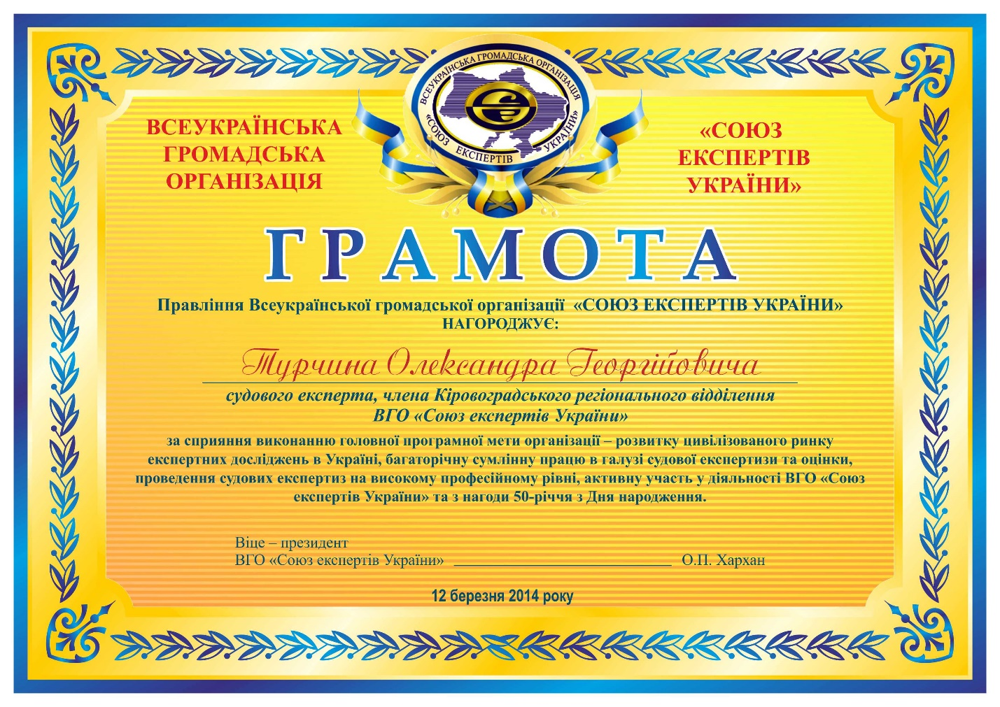 ВСЕУКРАЇНСЬКА ГРОМАДСЬКА ОРГАНІЗАЦІЯ
«СОЮЗ ЕКСПЕРТІВ УКРАЇНИ»
ВСЕУКРАЇНСЬКА
ГРОМАДСЬКА
ОРГАНІЗАЦІЯ
«СОЮЗ
ЕКСПЕРТІВ
УКРАЇНИ»
ГРАМОТА
Правління Всеукраїнської громадської організації «СОЮЗ ЕКСПЕРТІВ УКРАЇНИ»
НАГОРОДЖУЄ:
Турчина Олександра Георгійовича
судового експерта, члена Кіровоградського регіонального відділення
ВГО «Союз експертів України»
за сприяння виконанню головної програмної мети організації – розвитку цивілізованого ринку
експертних досліджень в Україні, багаторічну сумлінну працю в галузі судової експертизи та оцінки,
проведення судових експертиз на високому професійному рівні, активну участь у діяльності ВГО «Союз
експертів України» та з нагоди 50-річчя з Дня народження.
Віце – президент
ВГО «Союз експертів України» О.П. Хархан
12 березня 2014 року